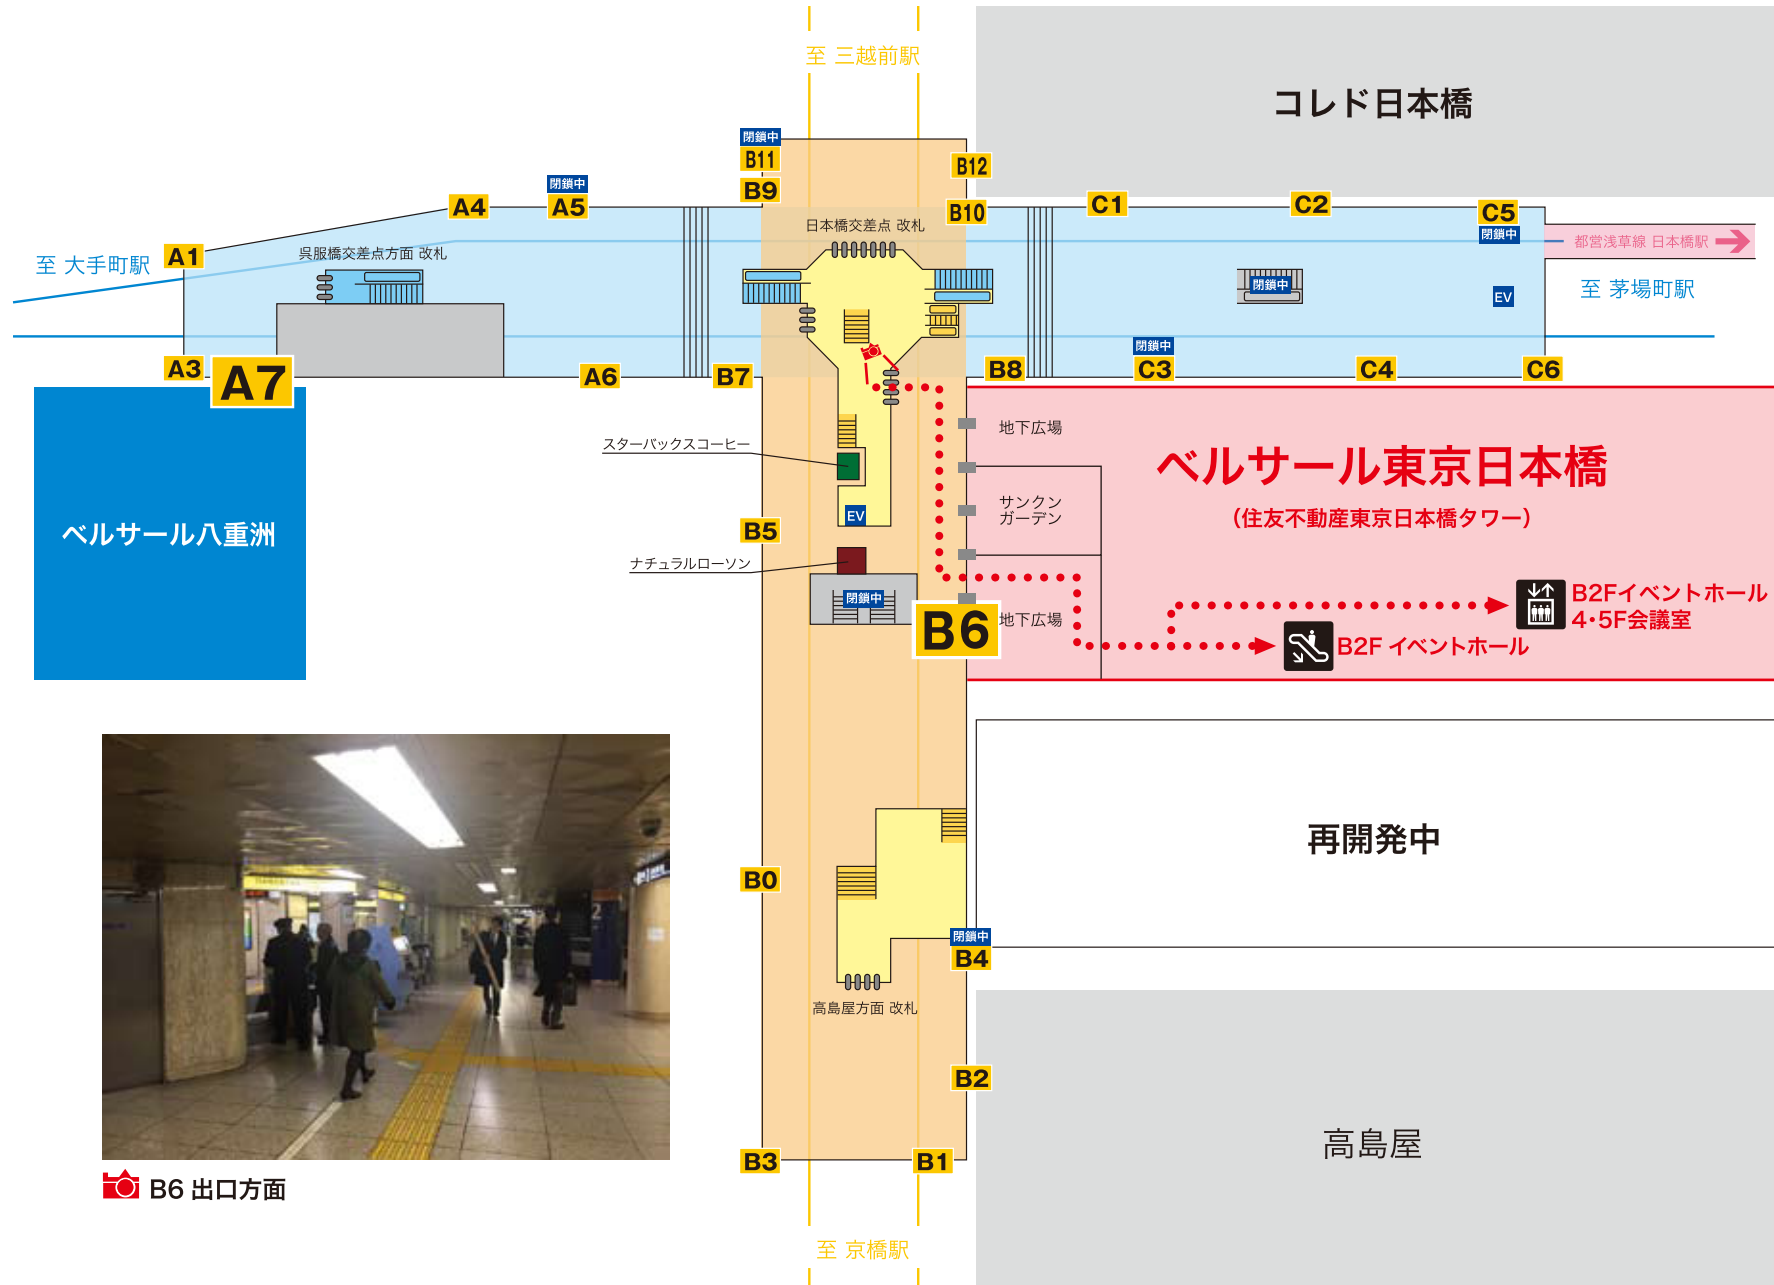 至 三越前駅
コレド日本橋
閉鎖中
B11
B12
B9
閉鎖中
A5
A4
B10
C1
C2
C5
閉鎖中
日本橋交差点 改札
都営浅草線 日本橋駅
A1
呉服橋交差点方面 改札
至 大手町駅
閉鎖中
EV
至 茅場町駅
閉鎖中
C3
A3
A7
A6
B7
B8
C4
C6
地下広場
スターバックスコーヒー
ベルサール東京日本橋
(住友不動産東京日本橋タワー)
サンクン
ガーデン
EV
B5
ベルサール八重洲
ナチュラルローソン
閉鎖中
B6
地下広場
B2Fイベントホール
4・5F会議室
B2F イベントホール
再開発中
B0
閉鎖中
B4
高島屋方面 改札
B2
高島屋
B3
B1
B6 出口方面
至 京橋駅